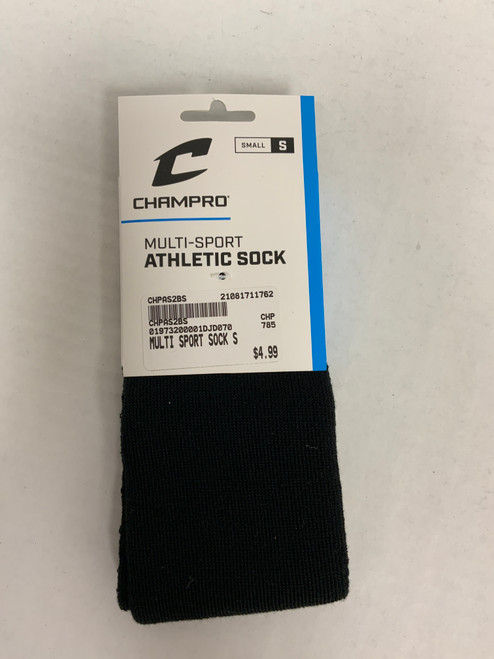 SMALL S
CHAMPRO®
MULTI-SPORT
ATHLETIC SOCK
CHPAS2BS 21081711762
CHPAS2BS CHP
01973200001DJD070 785
MULTI SPORT SOCK S
$4.99